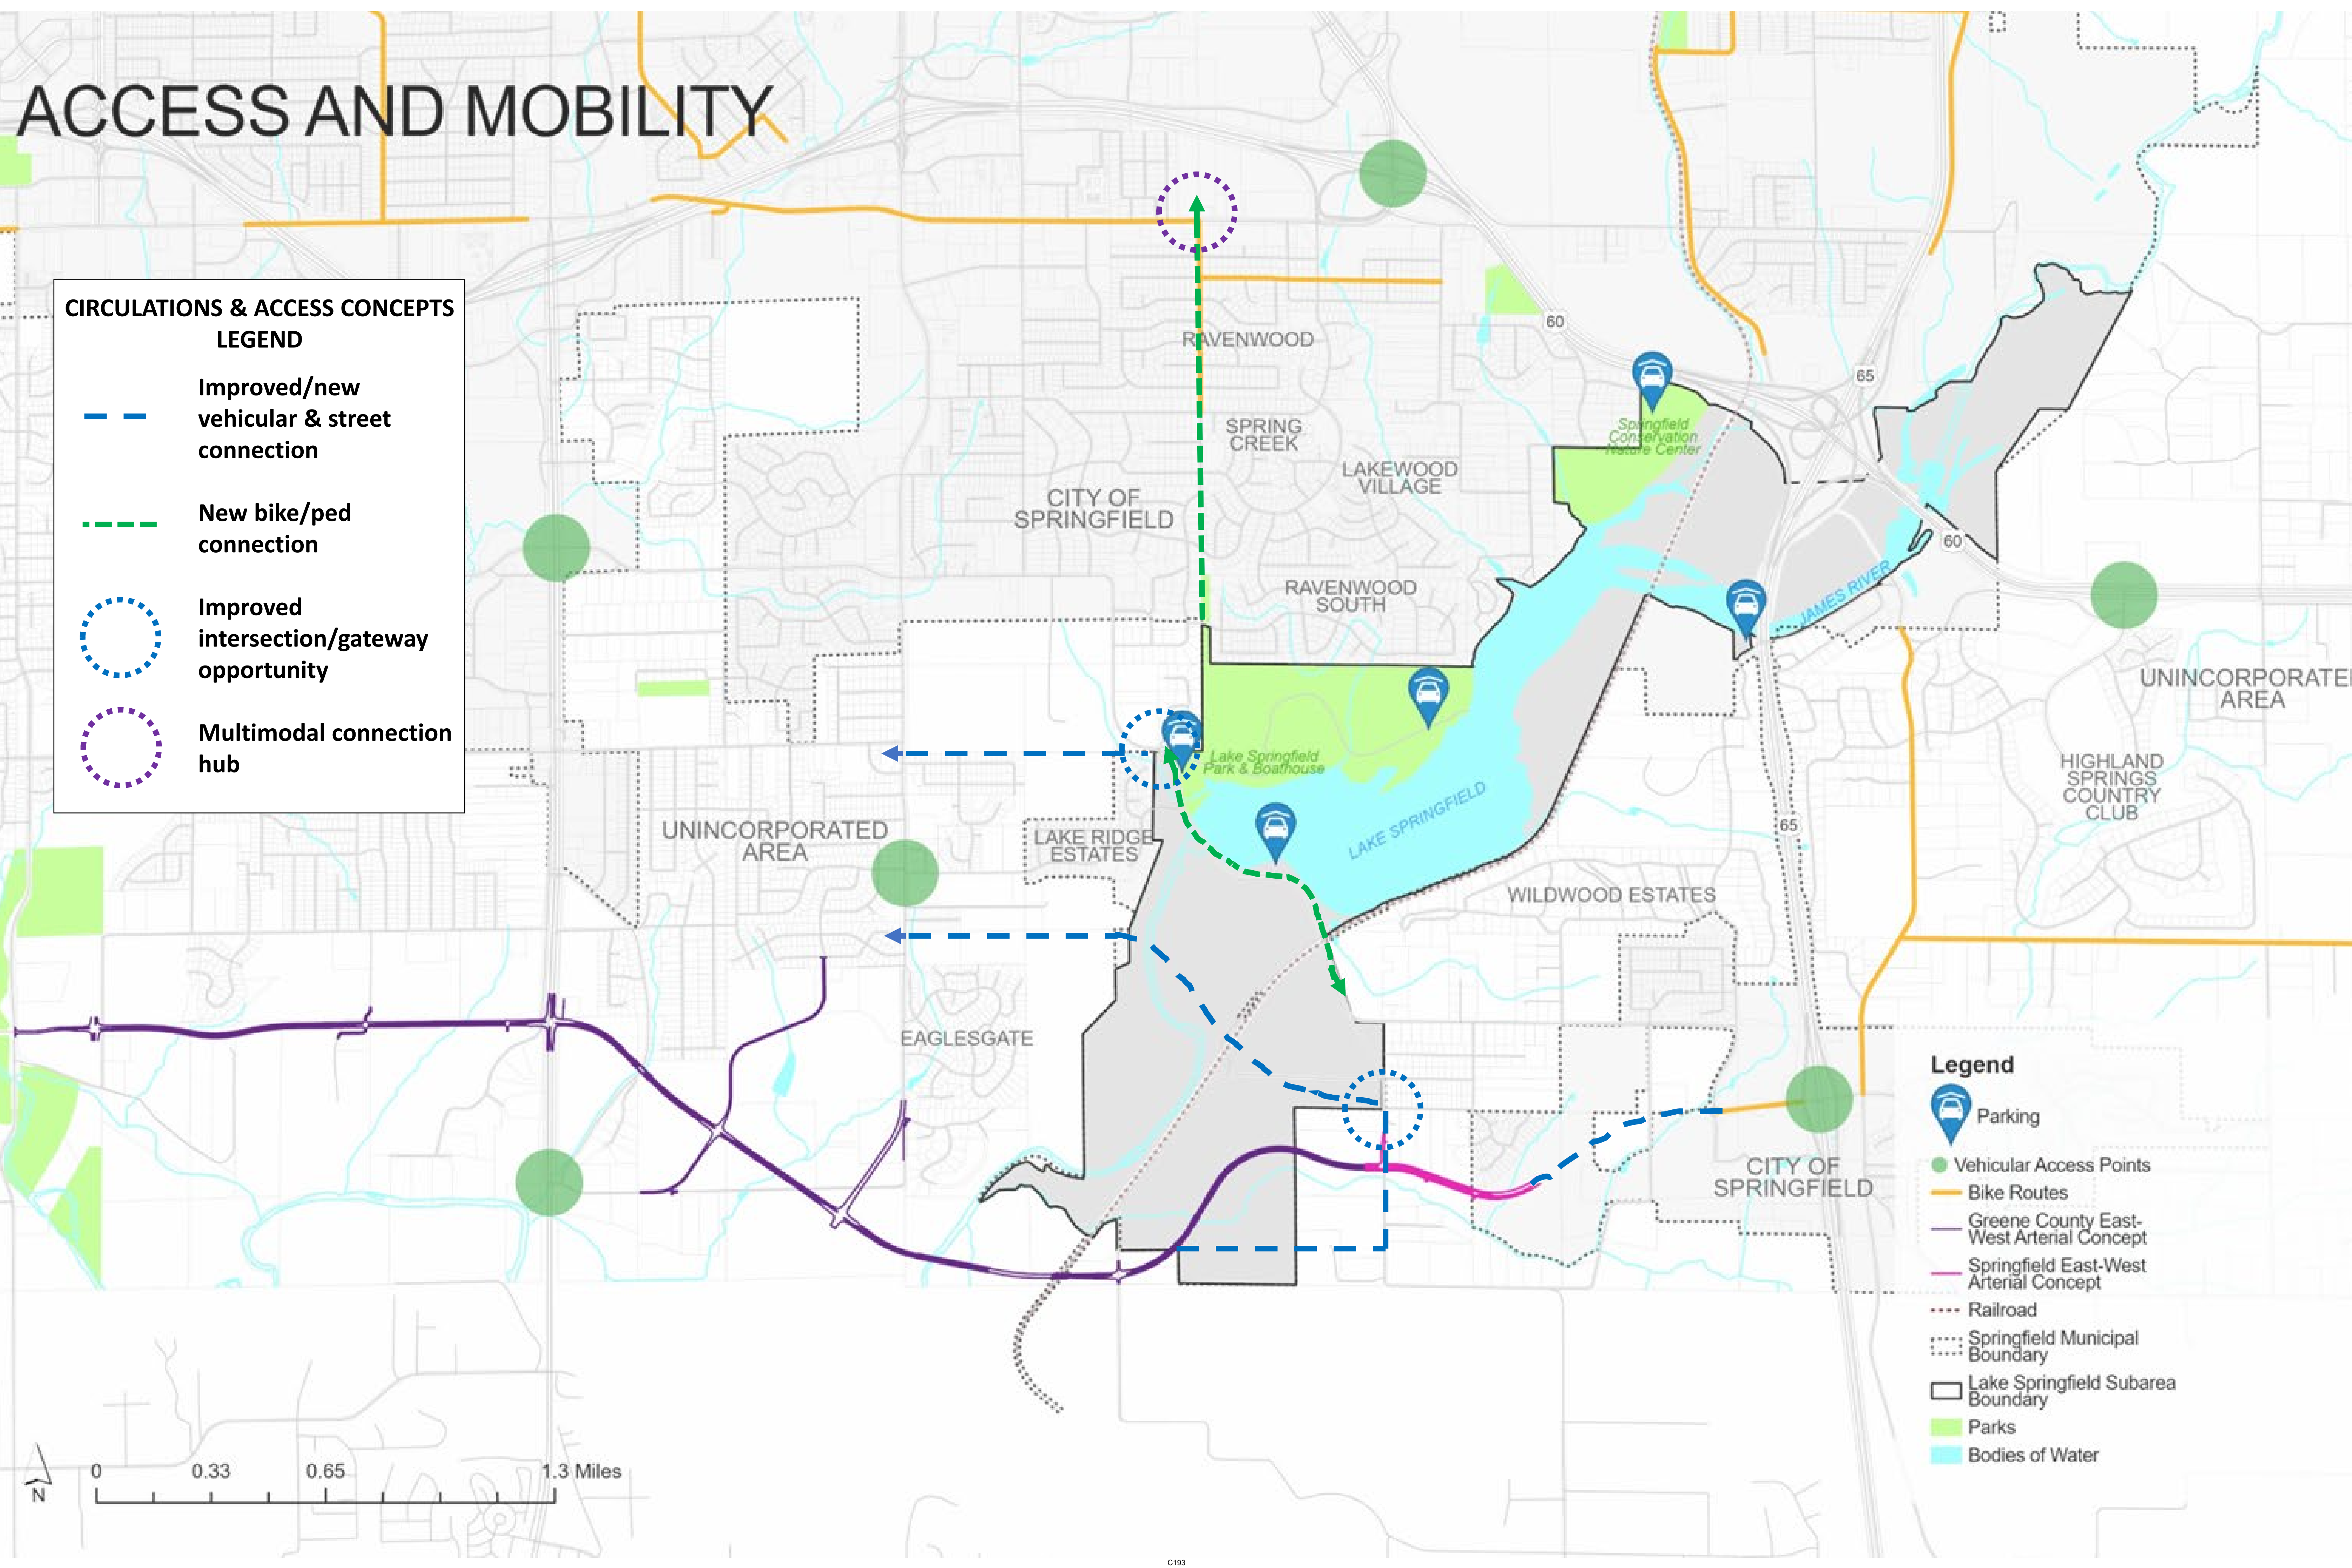 ACCESS AND MOBILITY
CIRCULATIONS & ACCESS CONCEPTS
LEGEND
Improved/new
vehicular & street
connection
New bike/ped
connection
Improved
intersection/gateway
opportunity
Multimodal connection
hub
60
RAVENWOOD
65
SPRING
CREEK
Springfield
Conservation
Nature Center
LAKEWOOD
VILLAGE
CITY OF
SPRINGFIELD
60
RAVENWOOD
SOUTH
JAMES RIVER
UNINCORPORATE
AREA
Lake Springfield
Park & Boathouse
HIGHLAND
SPRINGS
COUNTRY
CLUB
LAKE SPRINGFIELD
65
UNINCORPORATED
AREA
LAKE RIDGE
ESTATES
WILDWOOD ESTATES
EAGLESGATE
CITY OF
SPRINGFIELD
Legend
Parking
Vehicular Access Points
Bike Routes
Greene County East-
West Arterial Concept
Springfield East-West
Arterial Concept
Railroad
Springfield Municipal
Boundary
Lake Springfield Subarea
Boundary
Parks
Bodies of Water
N
0 0.33 0.65 1.3 Miles
C193